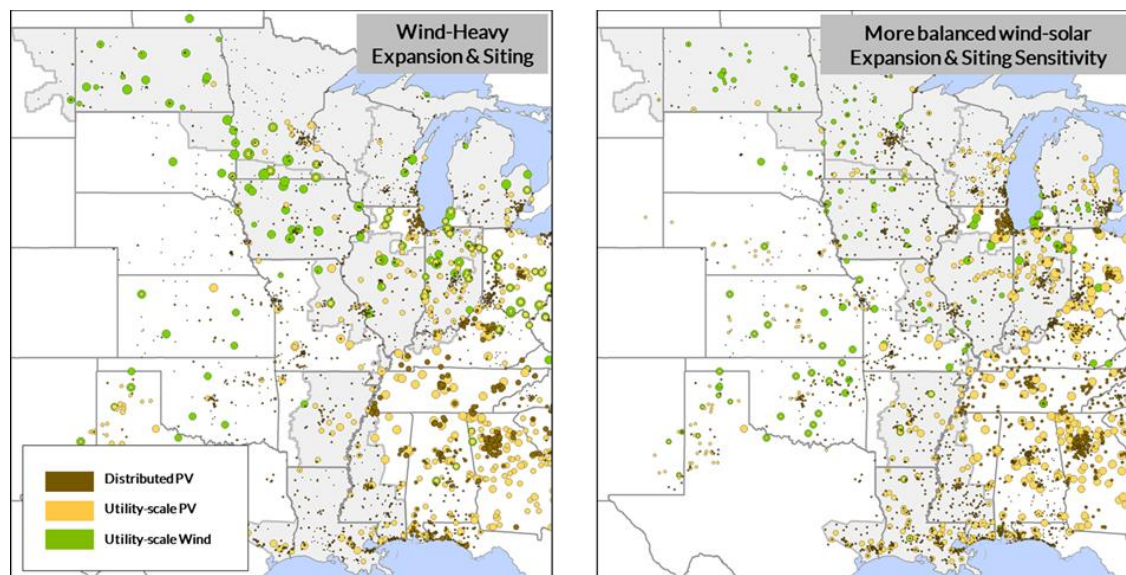 Wind-Heavy
Expansion & Siting
More balanced wind-solar
Expansion & Siting Sensitivity
Distributed PV
Utility-scale PV
Utility-scale Wind